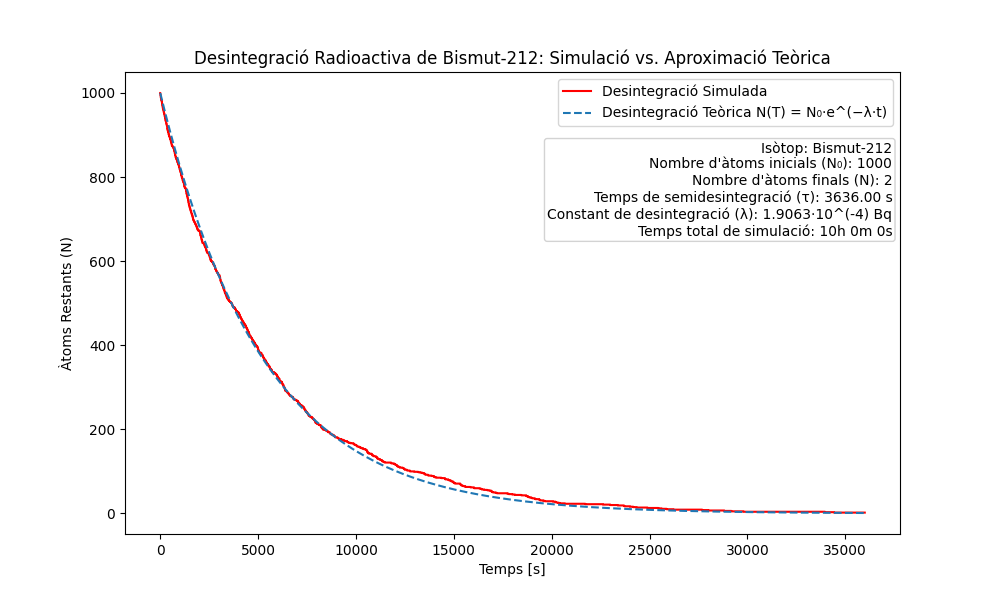 Desintegració Radioactiva de Bismut-212: Simulació vs. Aproximació Teòrica
Desintegració Simulada
Desintegració Teòrica N(T) = N₀·e^(−λ·t)
Isòtop: Bismut-212
Nombre d'àtoms inicials (N₀): 1000
Nombre d'àtoms finals (N): 2
Temps de semidesintegració (τ): 3636.00 s
Constant de desintegració (λ): 1.9063·10^(-4) Bq
Temps total de simulació: 10h 0m 0s
Àtoms Restants (N)
1000
800
600
400
200
0
0 5000 10000 15000 20000 25000 30000 35000
Temps [s]